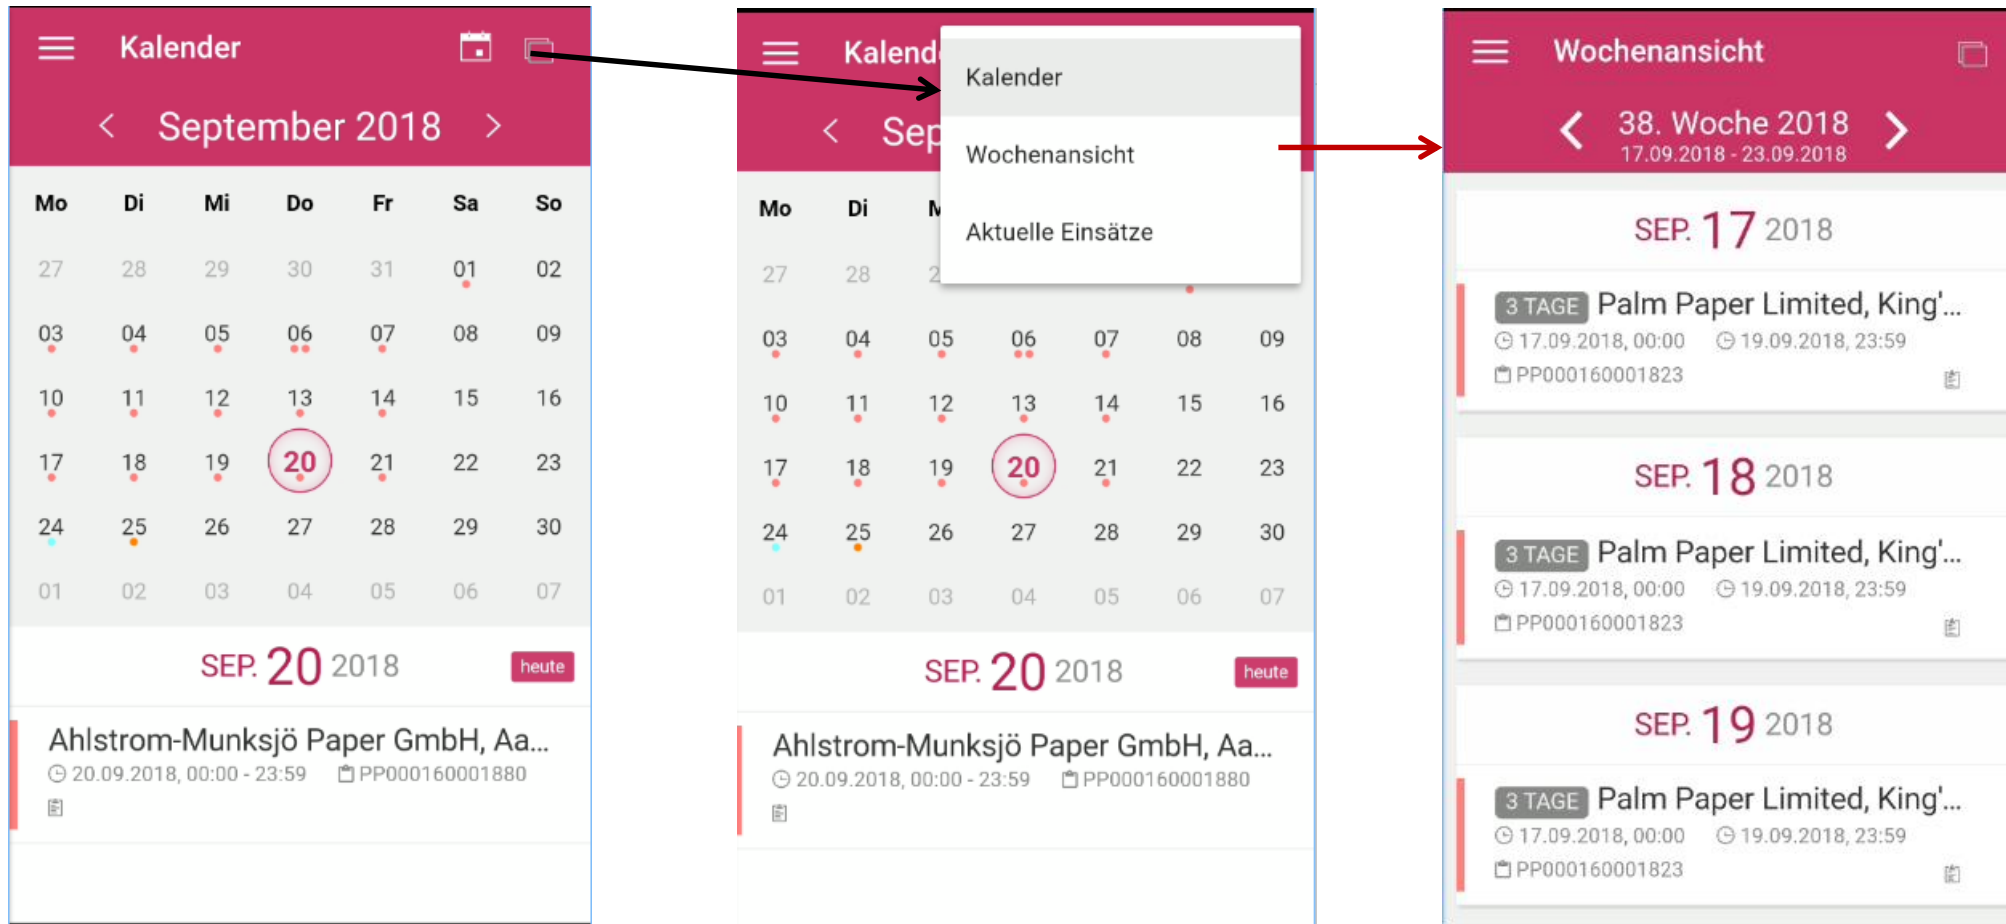 Kalender
September 2018
Mo Di Mi Do Fr Sa So
27 28 29 30 31 01 02
03 04 05 06 07 08 09
10 11 12 13 14 15 16
17 18 19 20 21 22 23
24 25 26 27 28 29 30
01 02 03 04 05 06 07
SEP. 20 2018 heute
Ahlstrom-Munksjö Paper GmbH, Aa...
20.09.2018, 00:00 - 23:59 PP000160001880
Kalend
Kalender
Wochenansicht
Aktuelle Einsätze
Sep
Mo Di
27 28 2
03 04 05 06 07 08 09
10 11 12 13 14 15 16
17 18 19 20 21 22 23
24 25 26 27 28 29 30
01 02 03 04 05 06 07
SEP. 20 2018 heute
Ahlstrom-Munksjö Paper GmbH, Aa...
20.09.2018, 00:00 - 23:59 PP000160001880
Wochenansicht
38. Woche 2018
17.09.2018 - 23.09.2018
SEP. 17 2018
3 TAGE Palm Paper Limited, King'...
17.09.2018, 00:00 19.09.2018, 23:59
PP000160001823
SEP. 18 2018
3 TAGE Palm Paper Limited, King'...
17.09.2018, 00:00 19.09.2018, 23:59
PP000160001823
SEP. 19 2018
3 TAGE Palm Paper Limited, King'...
17.09.2018, 00:00 19.09.2018, 23:59
PP000160001823